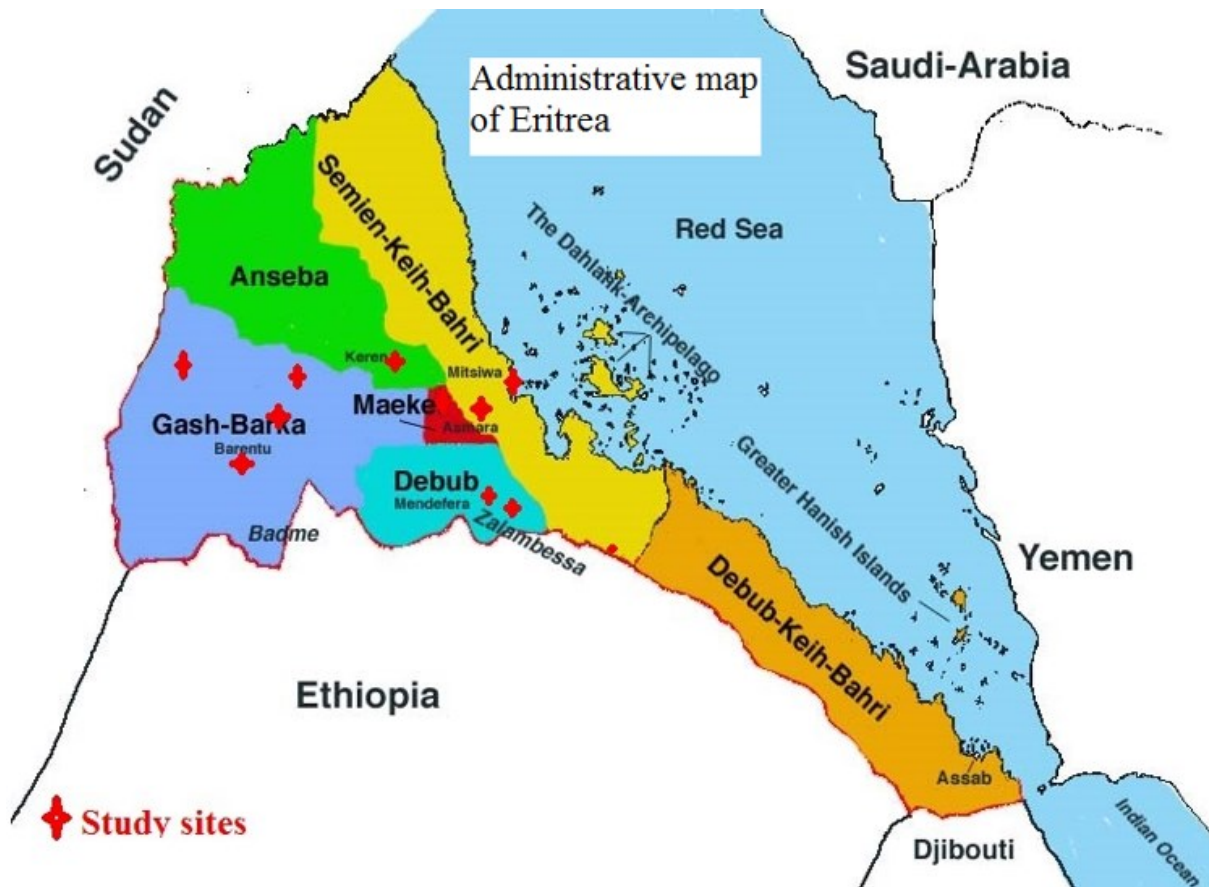 Administrative map
of Eritrea
Saudi-Arabia
Sudan
Semien-Keih-Bahri
The Dahlank-Archipelago
Red Sea
Anseba
Keren
Mitsiwa
Maeke
Asmara
Gash-Barka
Barentu
Debub
Mendefera
Badme
Zalambessa
Greater Hanish Islands
Yemen
Debub-Keih-Bahri
Ethiopia
Assab
Study sites
Djibouti
Indian Ocean